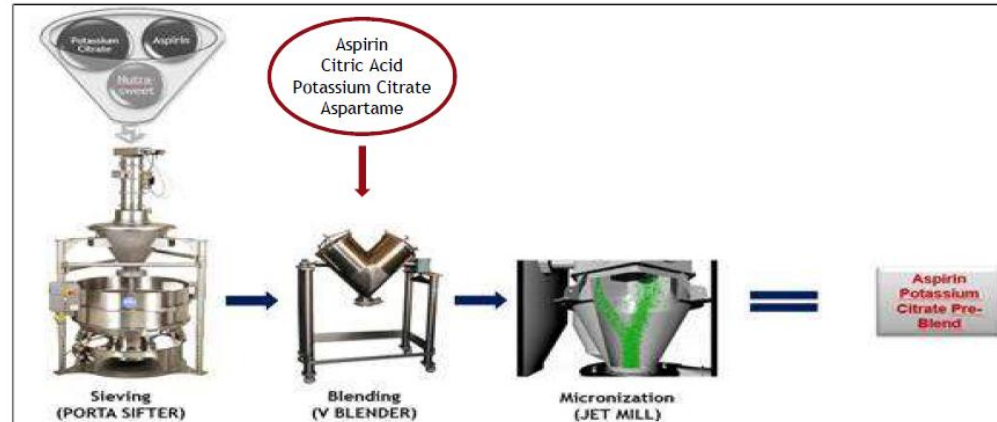 Potassium
Citrate
Aspirin
Nutra
sweet
Aspirin
Citric Acid
Potassium Citrate
Aspartame
Sieving
(PORTA SIFTER)
Blending
(V BLENDER)
Micronization
(JET MILL)
Aspirin
Potassium
Citrate Pre-
Blend